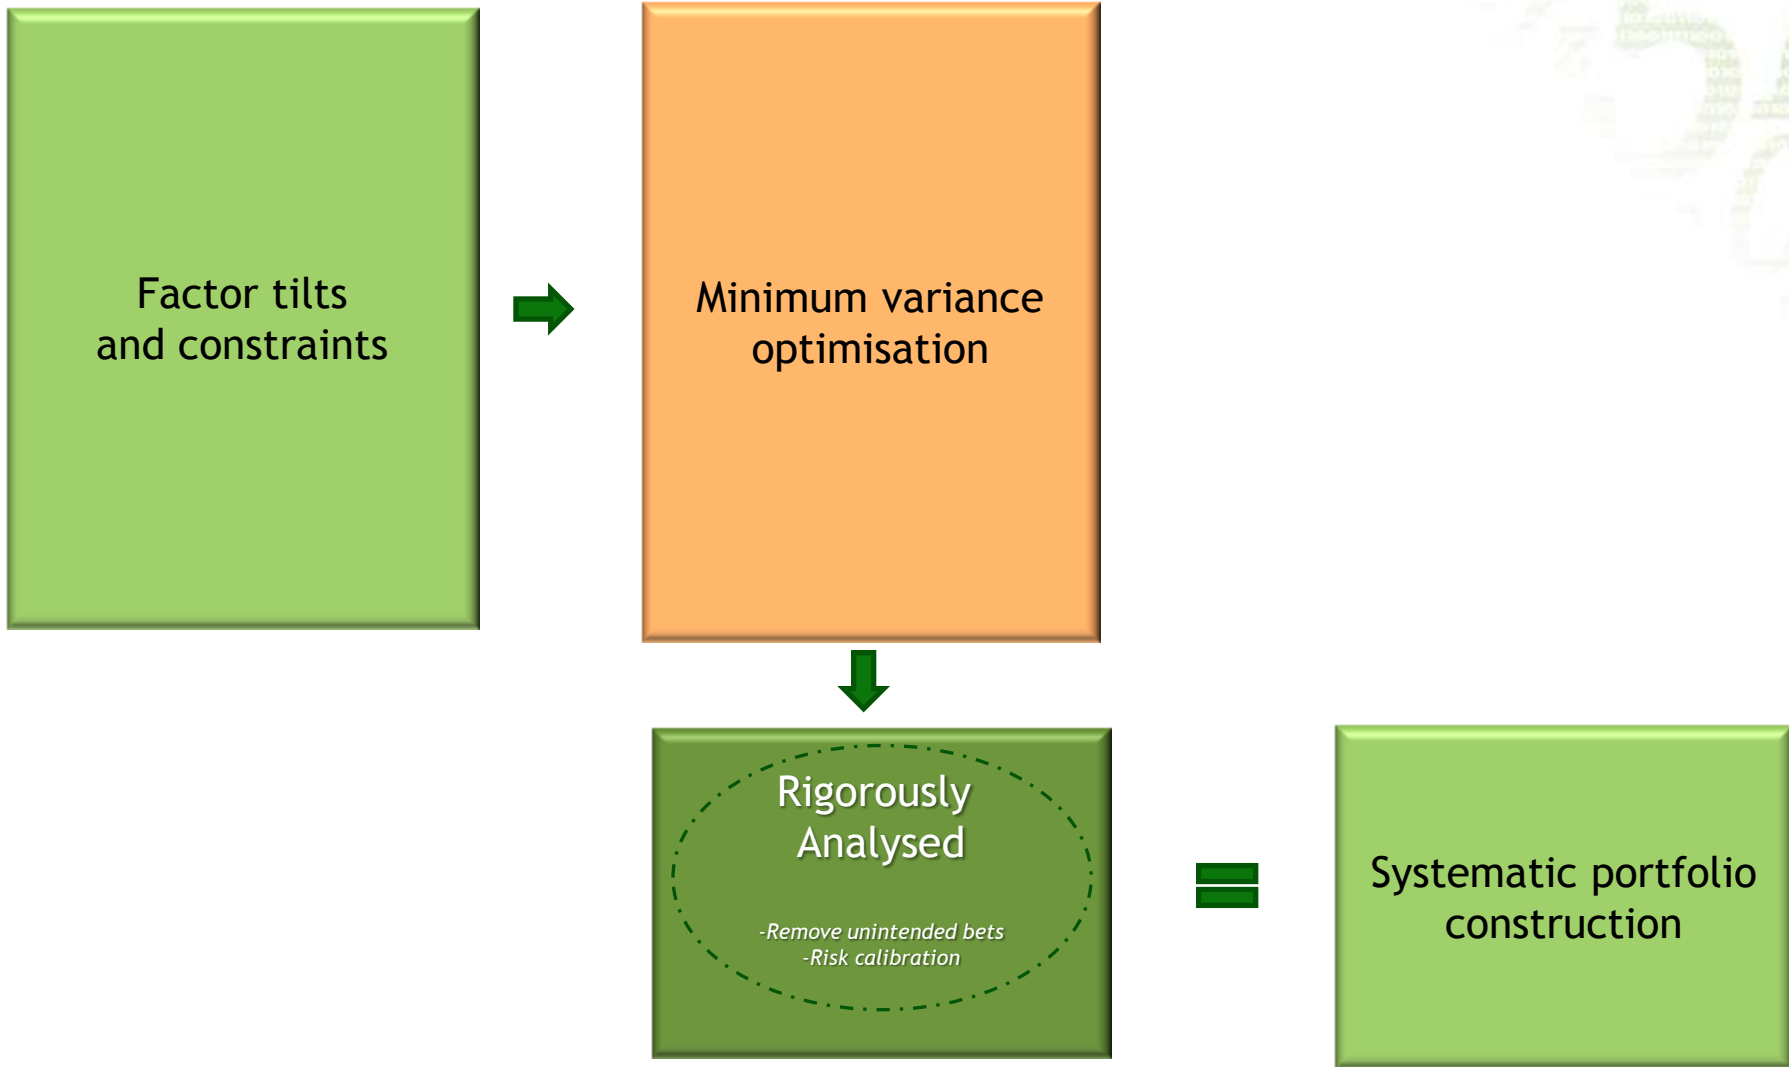 Factor tilts
and constraints
Minimum variance
optimisation
Rigorously
Analysed
-Remove unintended bets
-Risk calibration
Systematic portfolio
construction